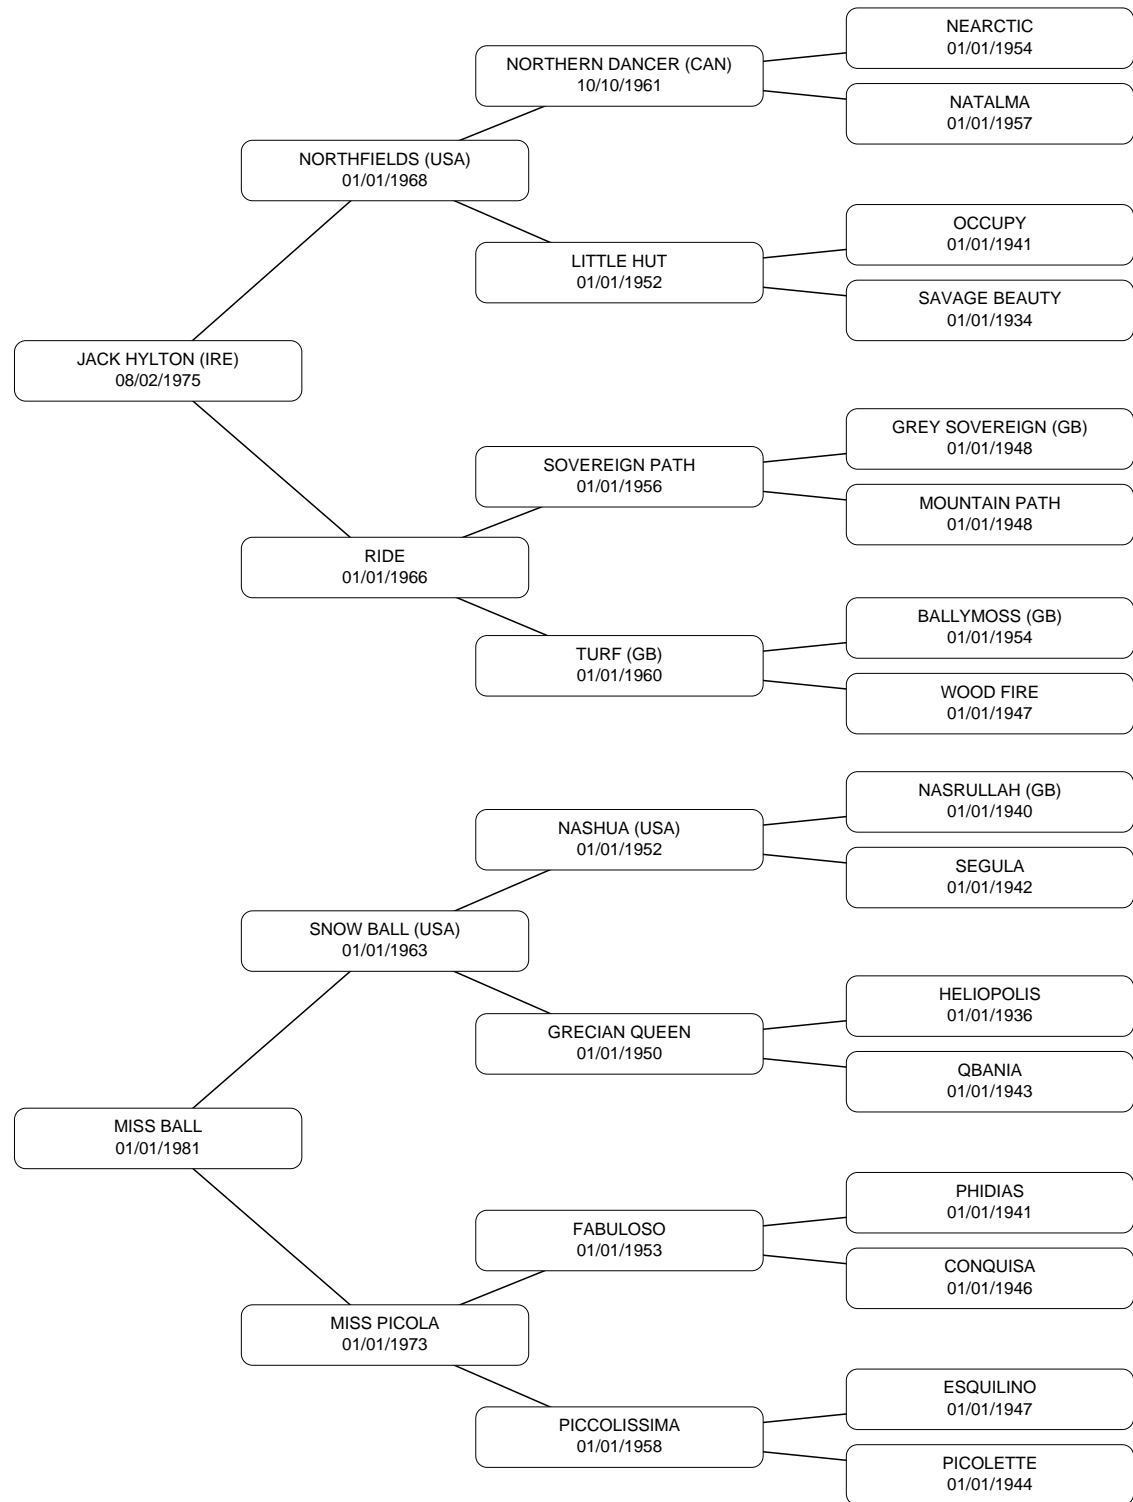 NEARCTIC
01/01/1954
NORTHERN DANCER (CAN)
10/10/1961
NATALMA
01/01/1957
NORTHFIELDS (USA)
01/01/1968
OCCUPY
01/01/1941
LITTLE HUT
01/01/1952
SAVAGE BEAUTY
01/01/1934
JACK HYLTON (IRE)
08/02/1975
GREY SOVEREIGN (GB)
01/01/1948
SOVEREIGN PATH
01/01/1956
MOUNTAIN PATH
01/01/1948
RIDE
01/01/1966
BALLYMOSS (GB)
01/01/1954
TURF (GB)
01/01/1960
WOOD FIRE
01/01/1947
NASRULLAH (GB)
01/01/1940
NASHUA (USA)
01/01/1952
SEGULA
01/01/1942
SNOW BALL (USA)
01/01/1963
HELIOPOLIS
01/01/1936
GRECIAN QUEEN
01/01/1950
QBANIA
01/01/1943
MISS BALL
01/01/1981
PHIDIAS
01/01/1941
FABULOSO
01/01/1953
CONQUISA
01/01/1946
MISS PICOLA
01/01/1973
ESQUILINO
01/01/1947
PICCOLISSIMA
01/01/1958
PICOLETTE
01/01/1944